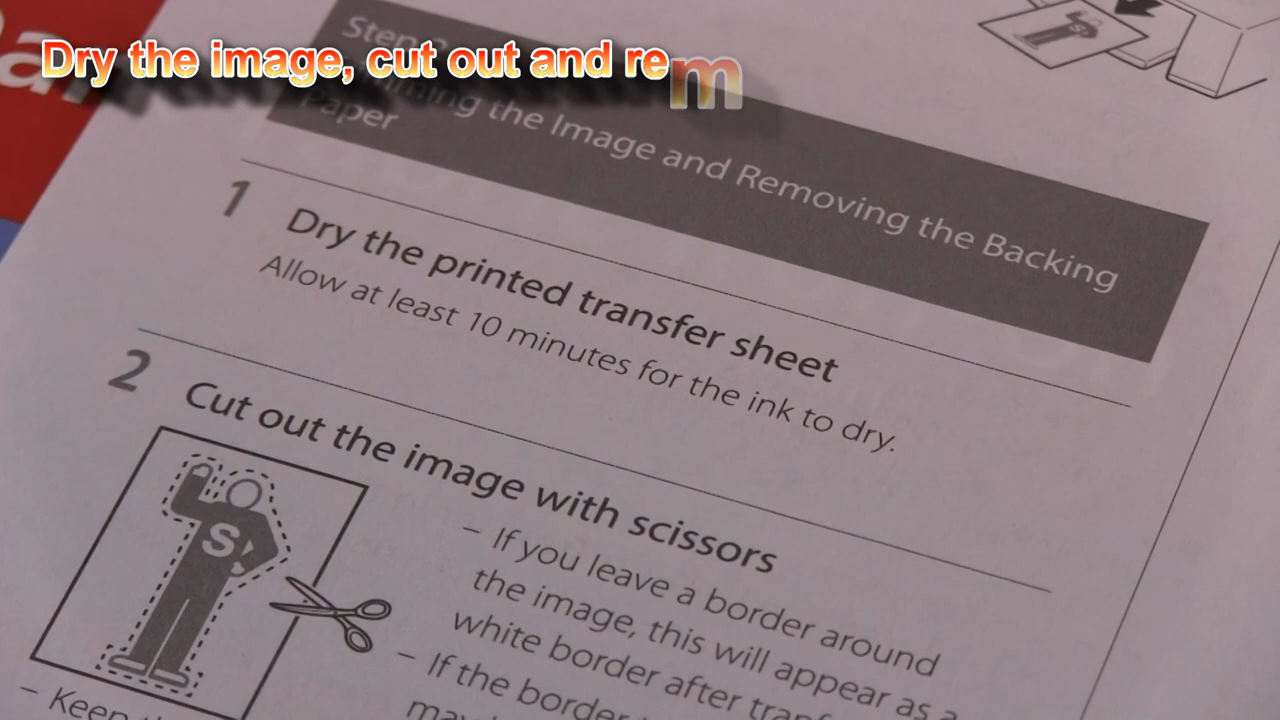 Dry the image, cut out and rem
Step
the Image and Removing the Backing
Paper
1 Dry the printed transfer sheet
Allow at least 10 minutes for the ink to dry.
2 Cut out the image with scissors
S
– If you leave a border around
the image, this will appear as a
white border after
– If the border
– Keep